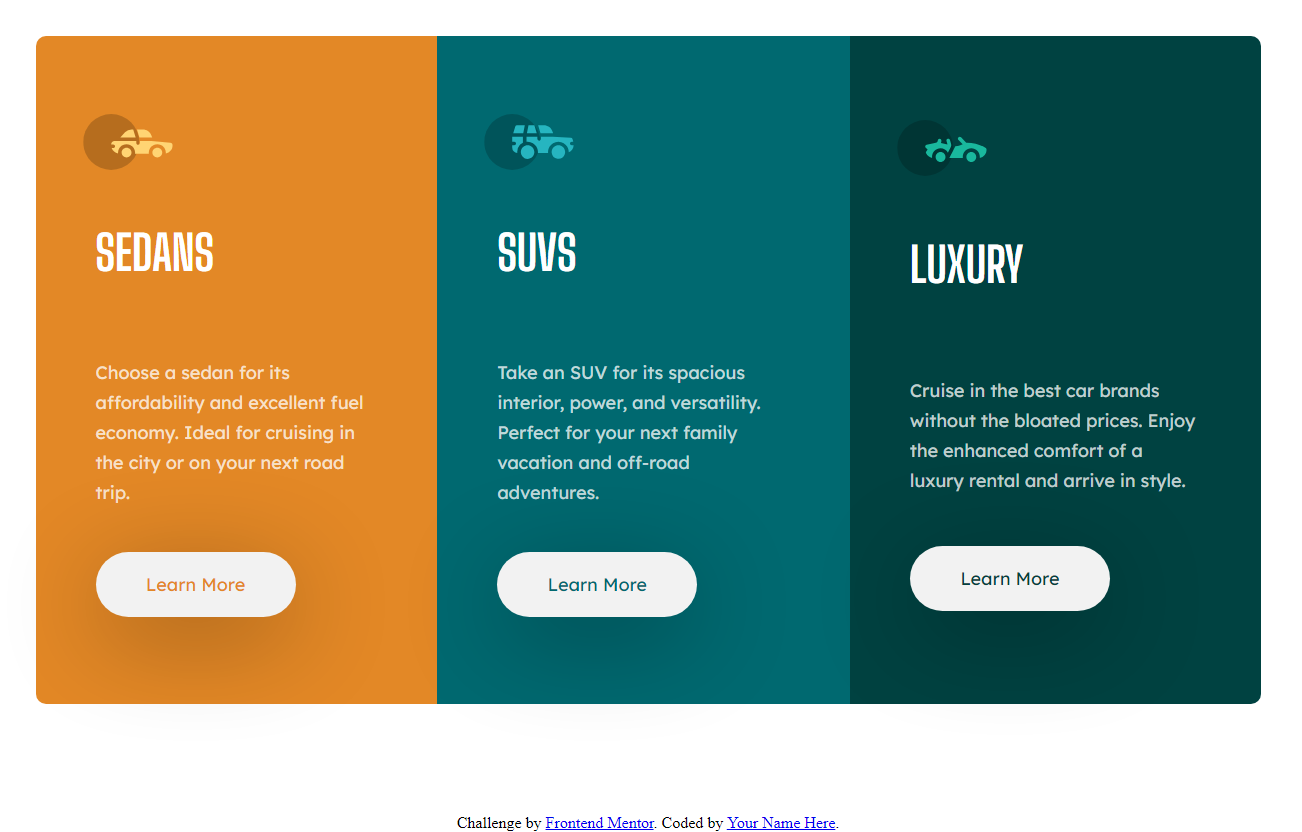 SEDANS
Choose a sedan for its
affordability and excellent fuel
economy. Ideal for cruising in
the city or on your next road
trip.
Learn More
SUVS
Take an SUV for its spacious
interior, power, and versatility.
Perfect for your next family
vacation and off-road
adventures.
Learn More
LUXURY
Cruise in the best car brands
without the bloated prices. Enjoy
the enhanced comfort of a
luxury rental and arrive in style.
Learn More
Challenge by Frontend Mentor. Coded by Your Name Here.